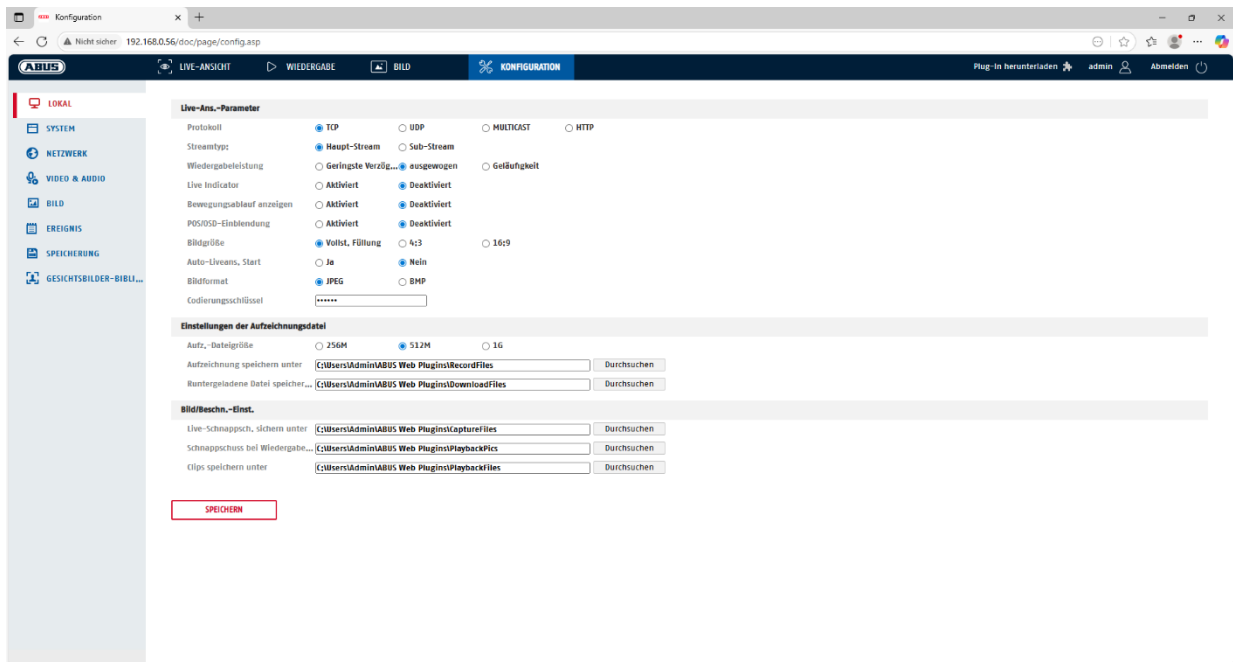 Konfiguration
Nicht sicher 192.168.0.56/doc/page/config.asp
ABUS LIVE-ANSICHT WIEDERGABE BILD KONFIGURATION Plug-In herunterladen admin Abmelden
LOKAL
SYSTEM
NETZWERK
VIDEO & AUDIO
BILD
EREIGNIS
SPEICHERUNG
GESICHTSBILDER-BIBLI...
Live-Ans.-Parameter
Protokoll TCP UDP MULTICAST HTTP
Streamtyp: Haupt-Stream Sub-Stream
Wiedergabeleistung Geringste Verzög... ausgewogen Geläufigkeit
Live Indicator Aktiviert Deaktiviert
Bewegungsablauf anzeigen Aktiviert Deaktiviert
POS/OSD-Einblendung Aktiviert Deaktiviert
Bildgröße Vollst. Füllung 4:3 16:9
Auto-Liveans. Start Ja Nein
Bildformat JPEG BMP
Codierungsschlüssel ••••••
Einstellungen der Aufzeichnungsdatei
Aufz.-Dateigröße 256M 512M 1G
Aufzeichnung speichern unter C:\Users\Admin\ABUS Web Plugins\RecordFiles Durchsuchen
Runtergeladene Datei speicher... C:\Users\Admin\ABUS Web Plugins\DownloadFiles Durchsuchen
Bild/Beschn.-Einst.
Live-Schnappsch. sichern unter C:\Users\Admin\ABUS Web Plugins\CaptureFiles Durchsuchen
Schnappschuss bei Wiedergabe... C:\Users\Admin\ABUS Web Plugins\PlaybackPics Durchsuchen
Clips speichern unter C:\Users\Admin\ABUS Web Plugins\PlaybackFiles Durchsuchen
SPEICHERN